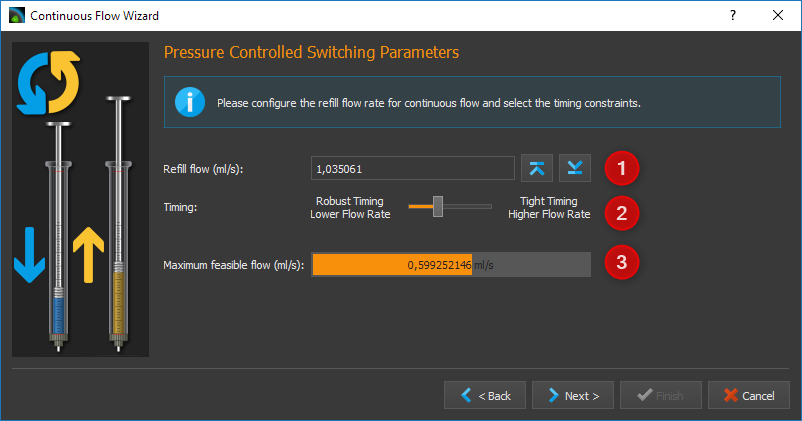 Continuous Flow Wizard
?
Pressure Controlled Switching Parameters
i Please configure the refill flow rate for continuous flow and select the timing constraints.
Refill flow (ml/s): 1,035061 1
Timing: Robust Timing Tight Timing 2
Lower Flow Rate Higher Flow Rate
Maximum feasible flow (ml/s): 0,599252146 ml/s 3
< Back Next > Finish Cancel